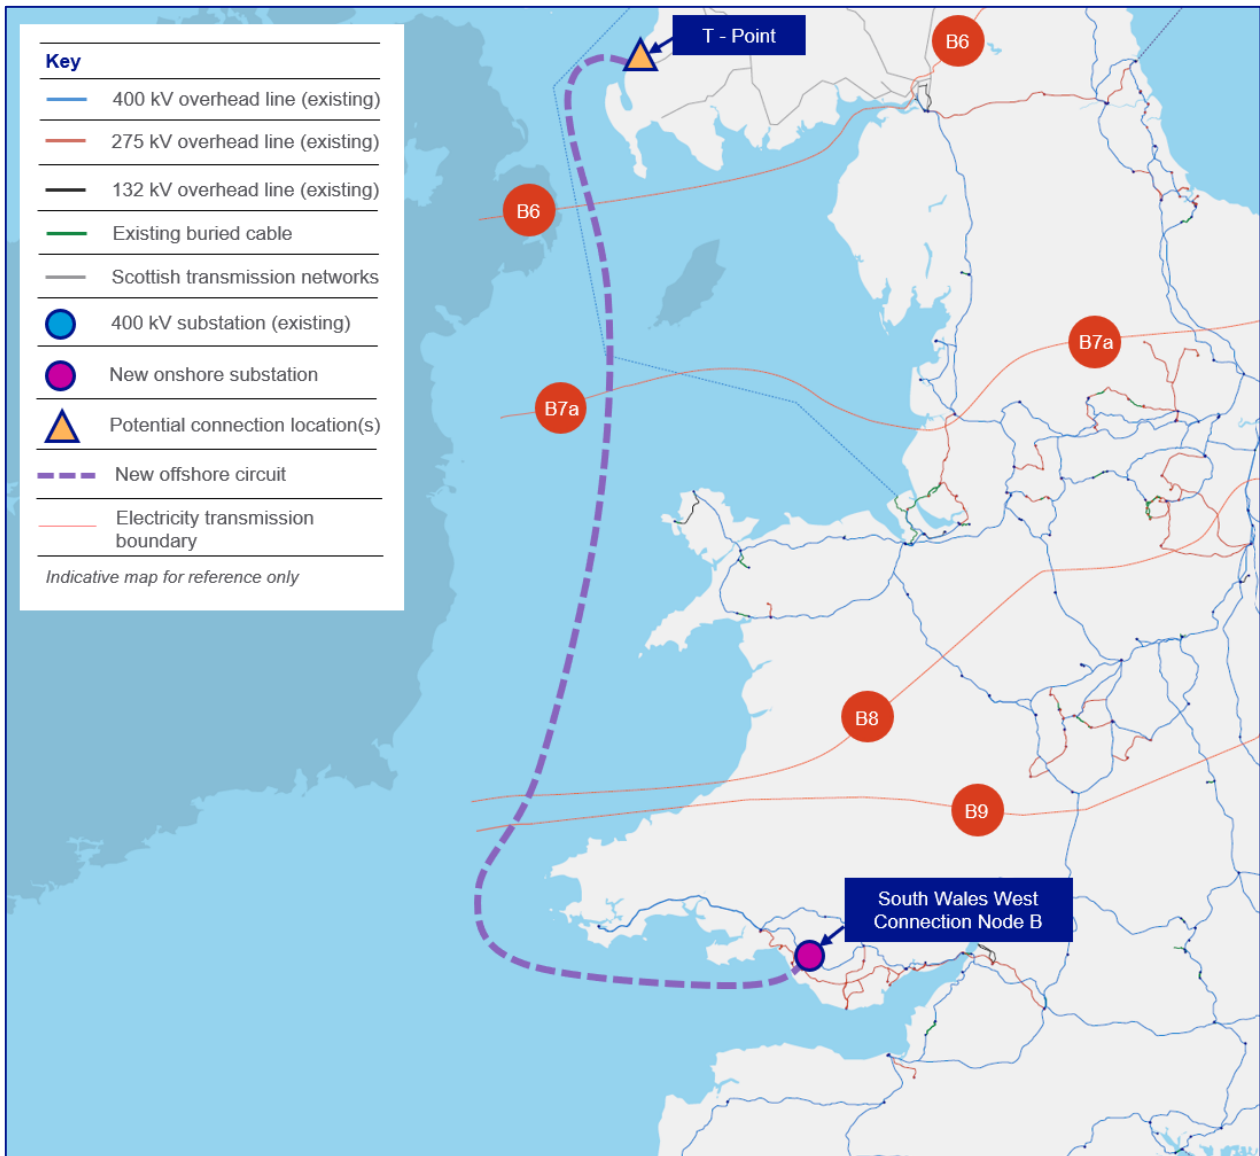 T - Point
B6
Key
400 kV overhead line (existing)
275 kV overhead line (existing)
132 kV overhead line (existing)
Existing buried cable
Scottish transmission networks
400 kV substation (existing)
New onshore substation
Potential connection location(s)
New offshore circuit
Electricity transmission
boundary
Indicative map for reference only
B6
B7a
B7a
B8
B9
South Wales West
Connection Node B